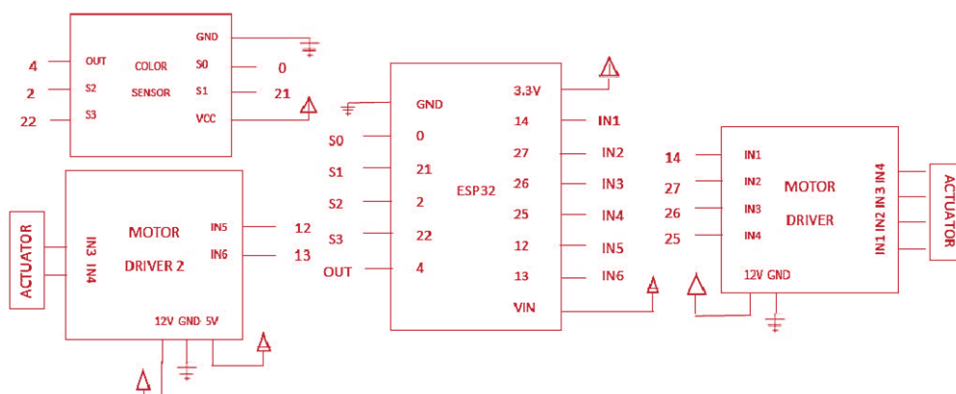 GND
4 OUT COLOR S0 0
2 S2 SENSOR S1 21
22 S3 VCC
GND 3.3V
S0 0 14 IN1
S1 21 27 IN2
S2 2 ESP32 26 IN3
S3 22 25 IN4
OUT 4 12 IN5
13 IN6
VIN
ACTUATOR
IN3 IN4
MOTOR IN5 12
DRIVER 2 IN6 13
12V GND 5V
14 IN1
27 IN2 MOTOR
26 IN3 DRIVER
25 IN4
IN1 IN2 IN3 IN4
12V GND
ACTUATOR